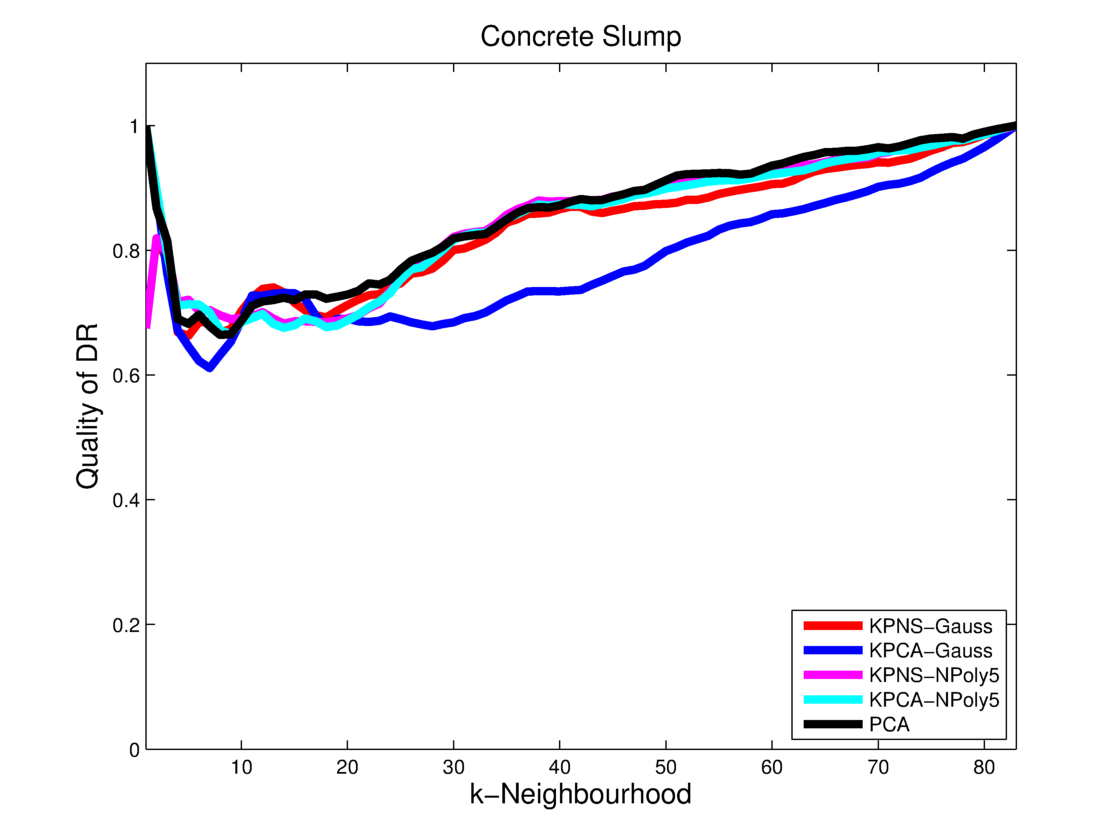 Concrete Slump
1
0.8
0.6
0.4
0.2
0
Quality of DR
10 20 30 40 50 60 70 80
k−Neighbourhood
KPNS−Gauss
KPCA−Gauss
KPNS−NPoly5
KPCA−NPoly5
PCA